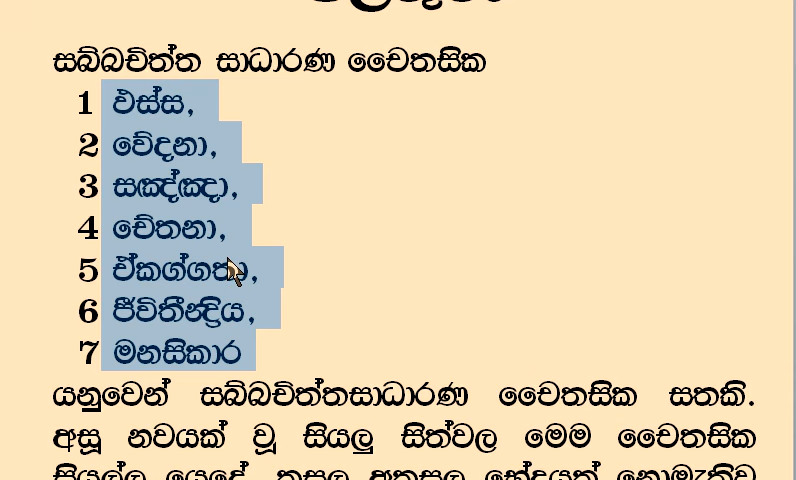 සබ්බචිත්ත සාධාරණ චෛතසික
1 ඵස්ස,
2 වේදනා,
3 සඤ්ඤා,
4 චේතනා,
5 ඒකග්ගතා,
6 ජීවිතීන්ද්‍රිය,
7 මනසිකාර
යනුවෙන් සබ්බචිත්තසාධාරණ චෛතසික සතකි.
අසූ නවයක් වූ සියලු සිත්වල මෙම චෛතසික